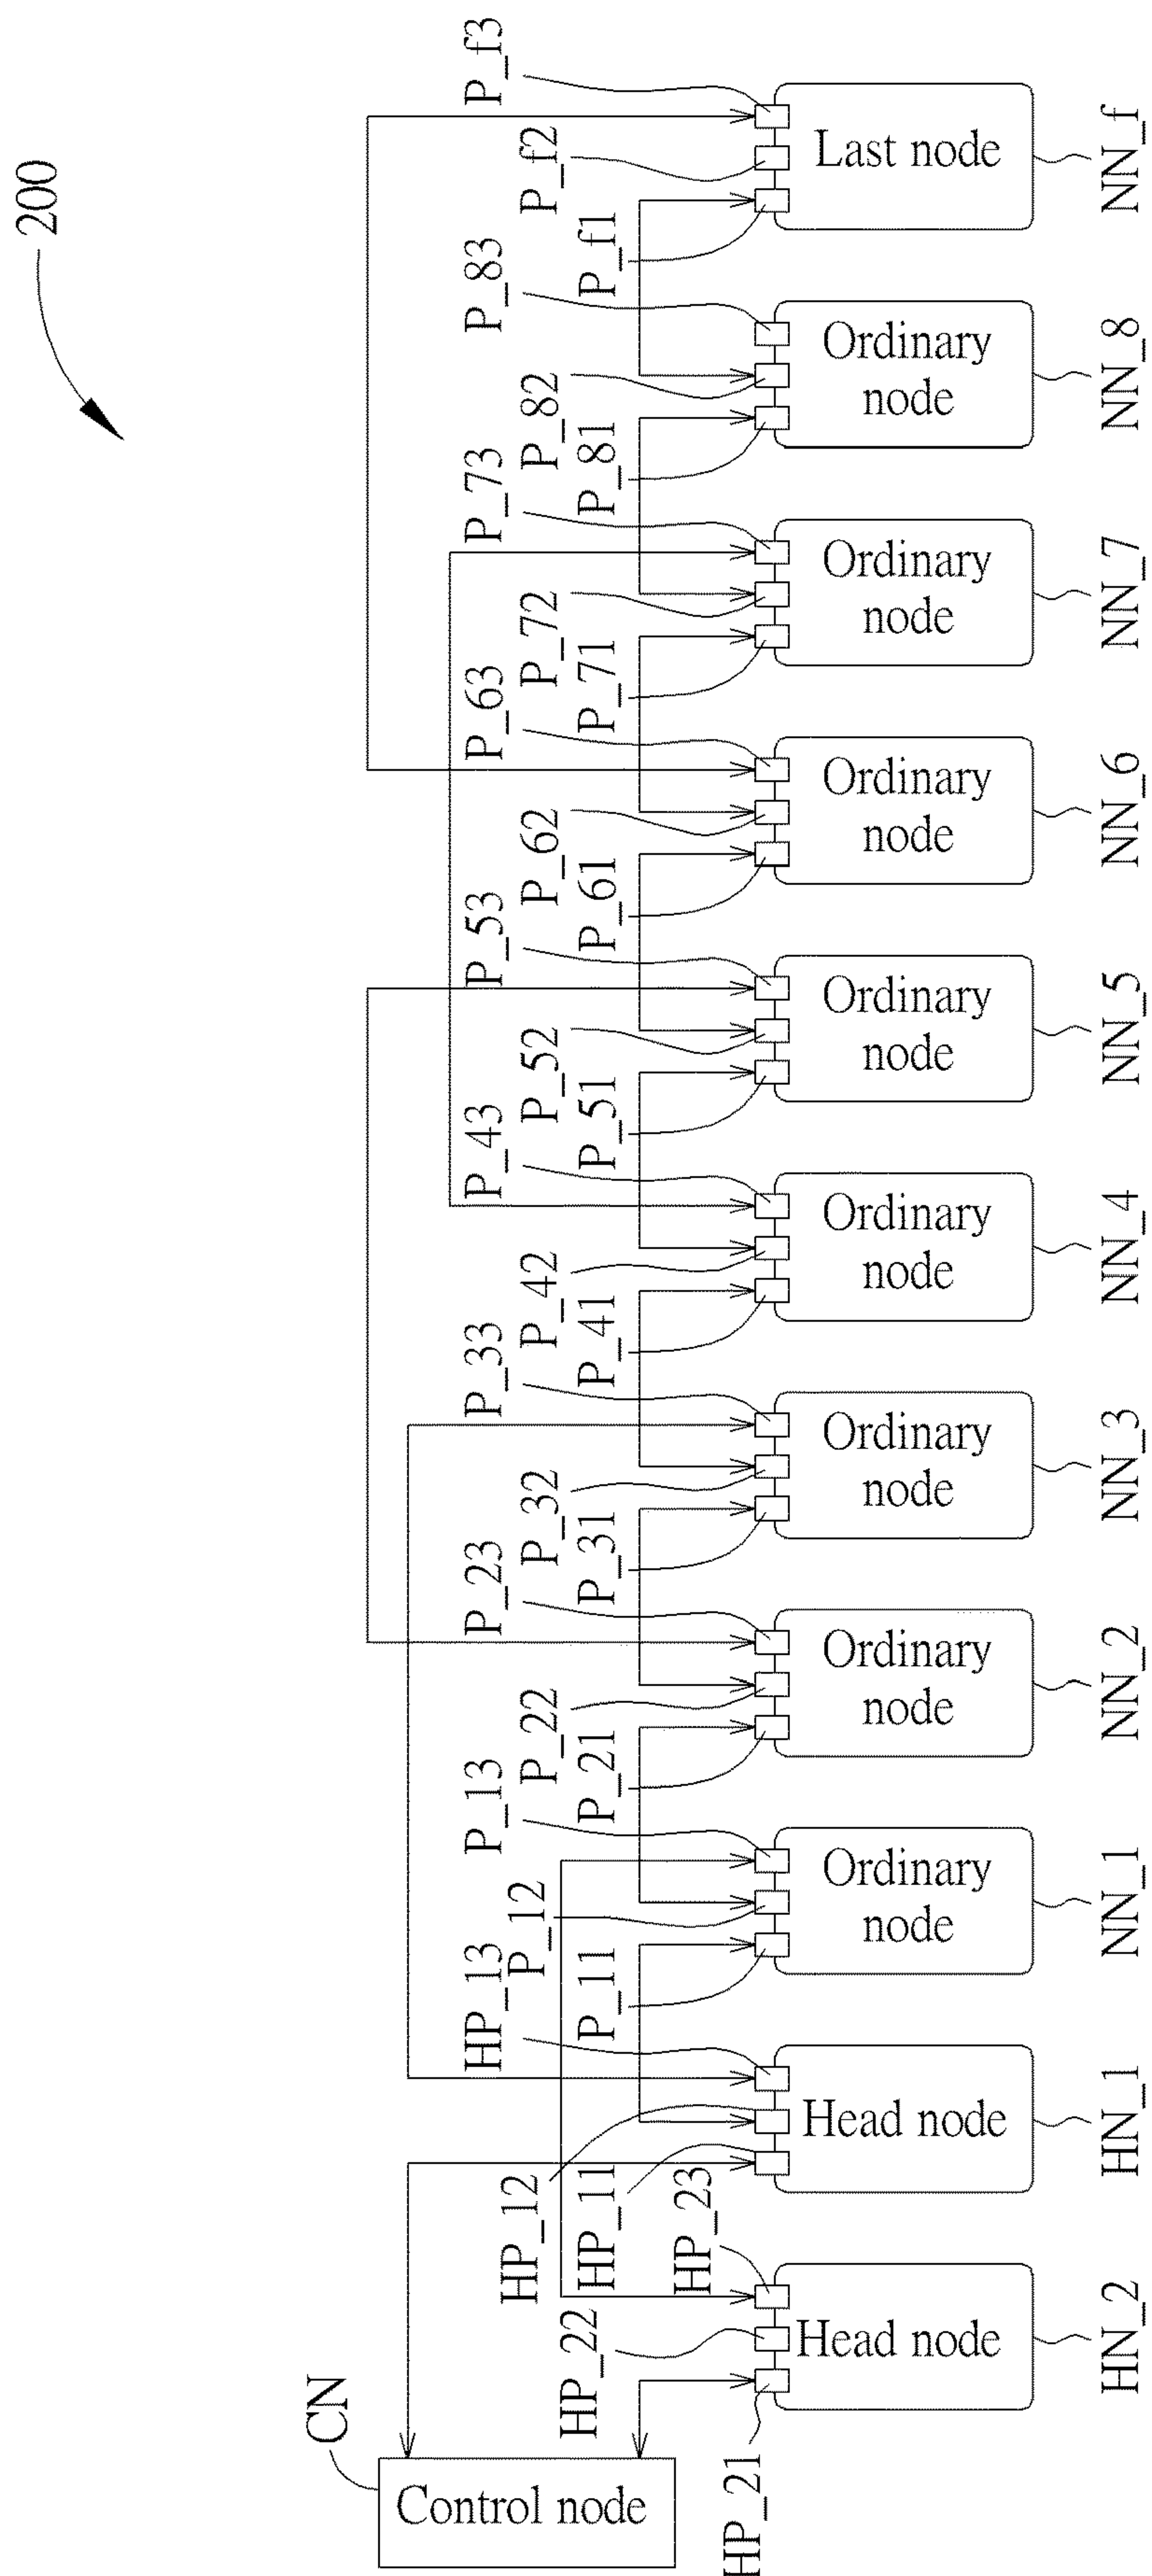 200
CN
Control node
HP_21
HP_22
HP_23
Head node
HN_2
HP_11
HP_12
HP_13
Head node
HN_1
P_11
P_12
P_13
Ordinary
node
NN_1
P_21
P_22
P_23
Ordinary
node
NN_2
P_31
P_32
P_33
Ordinary
node
NN_3
P_41
P_42
P_43
Ordinary
node
NN_4
P_51
P_52
P_53
Ordinary
node
NN_5
P_61
P_62
P_63
Ordinary
node
NN_6
P_71
P_72
P_73
Ordinary
node
NN_7
P_81
P_82
P_83
Ordinary
node
NN_8
P_f1
P_f2
P_f3
Last node
NN_f